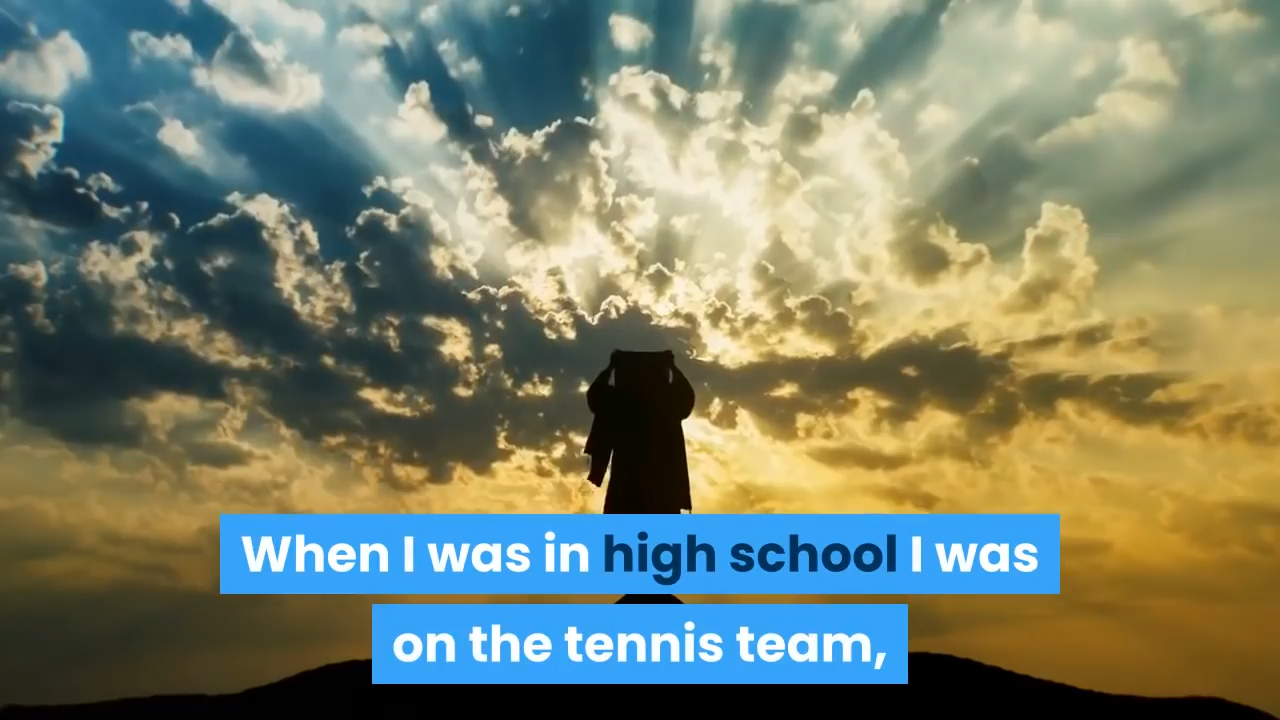 When I was in high school I was
on the tennis team,